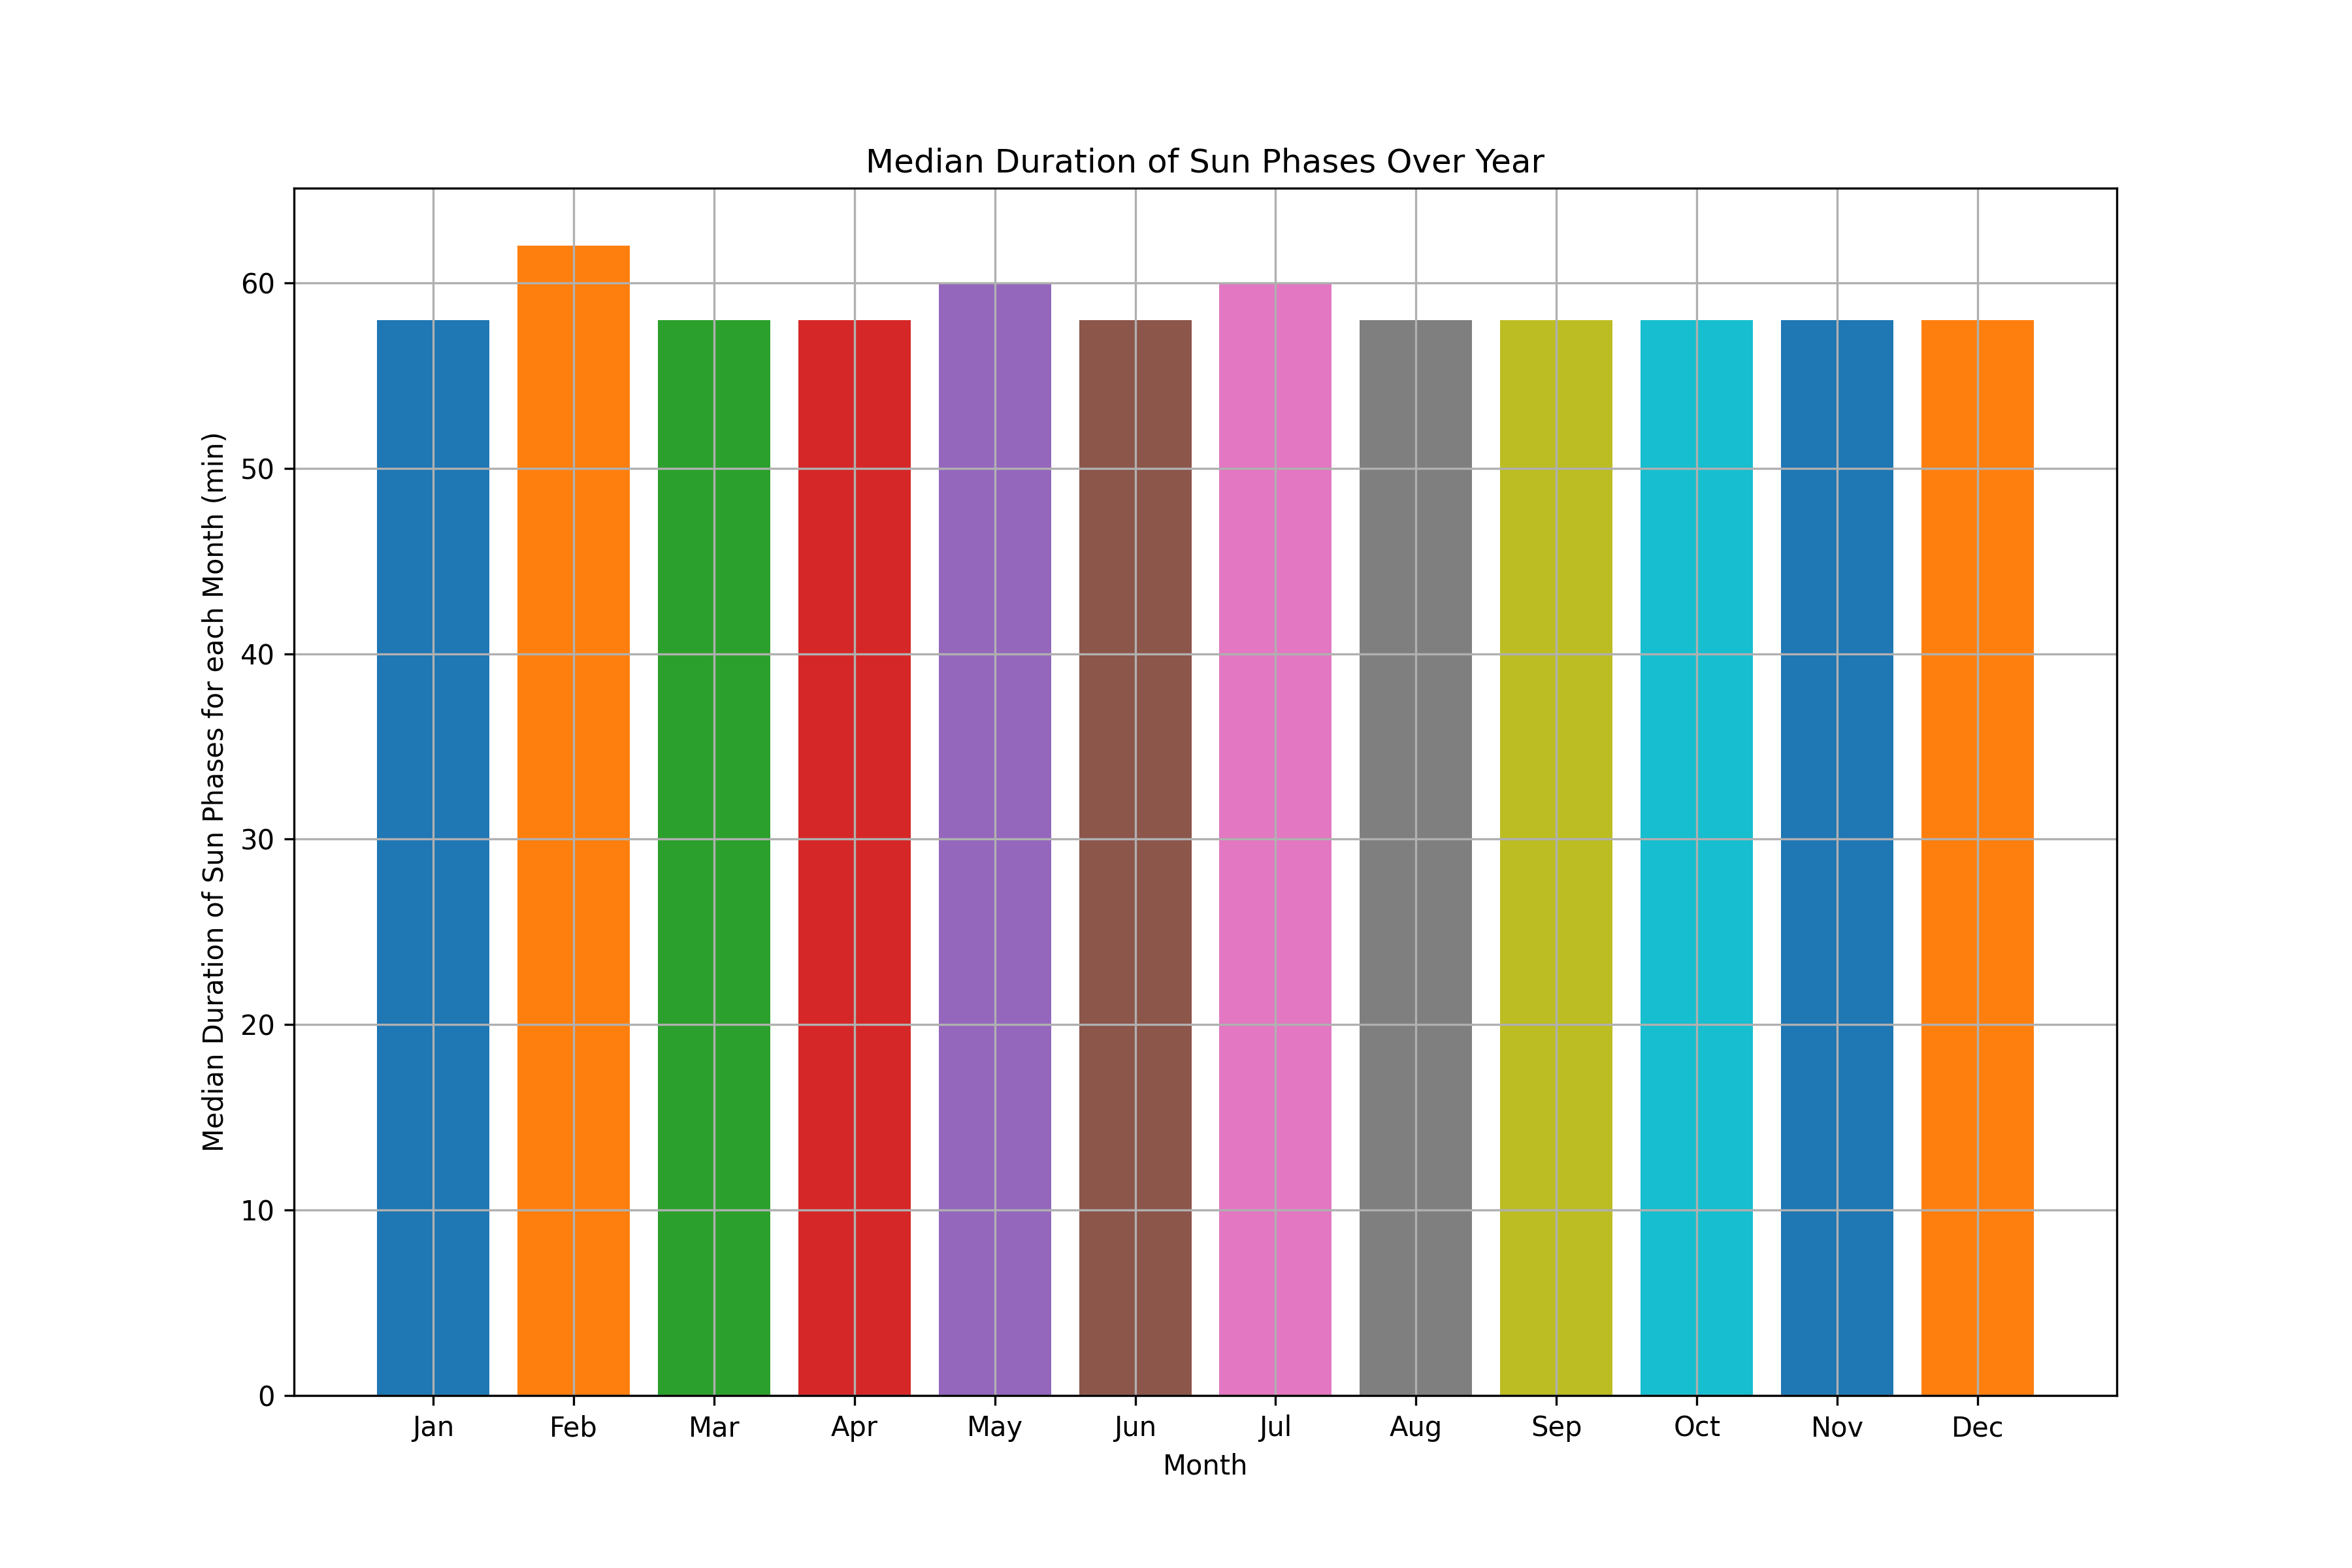 Median Duration of Sun Phases Over Year
Median Duration of Sun Phases for each Month (min)
60
50
40
30
20
10
0
Jan Feb Mar Apr May Jun Jul Aug Sep Oct Nov Dec
Month